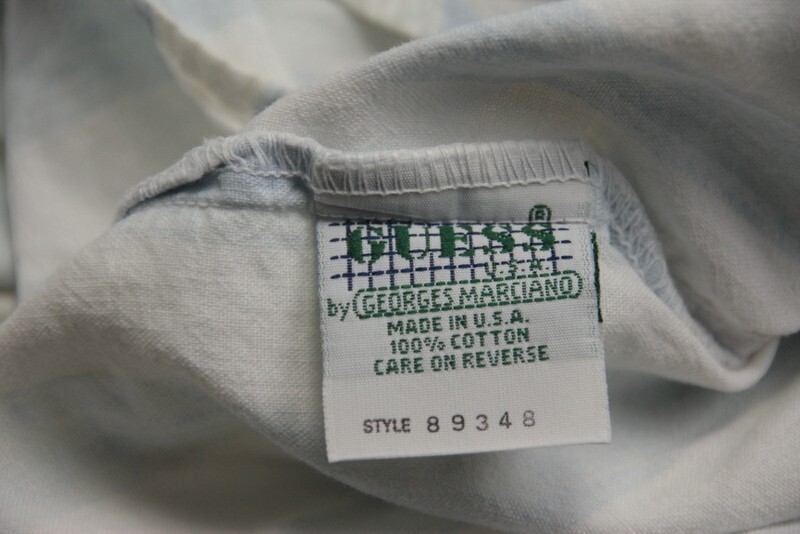 GUESS®
U.S.A.
by GEORGES MARCIANO
MADE IN U.S.A.
100% COTTON
CARE ON REVERSE
STYLE 89348